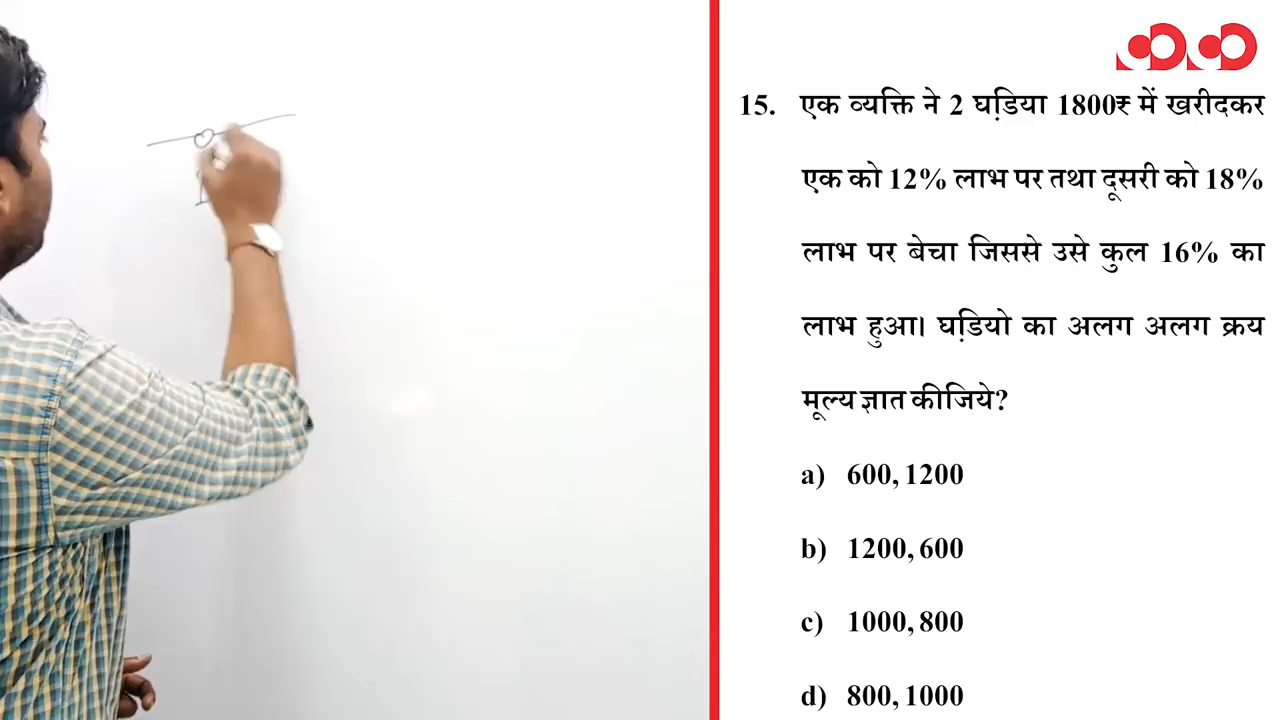 15. एक व्यक्ति ने 2 घड़िया 1800₹ में खरीदकर
एक को 12% लाभ पर तथा दूसरी को 18%
लाभ पर बेचा जिससे उसे कुल 16% का
लाभ हुआ। घड़ियो का अलग अलग क्रय
मूल्य ज्ञात कीजिये?
a) 600, 1200
b) 1200, 600
c) 1000, 800
d) 800, 1000